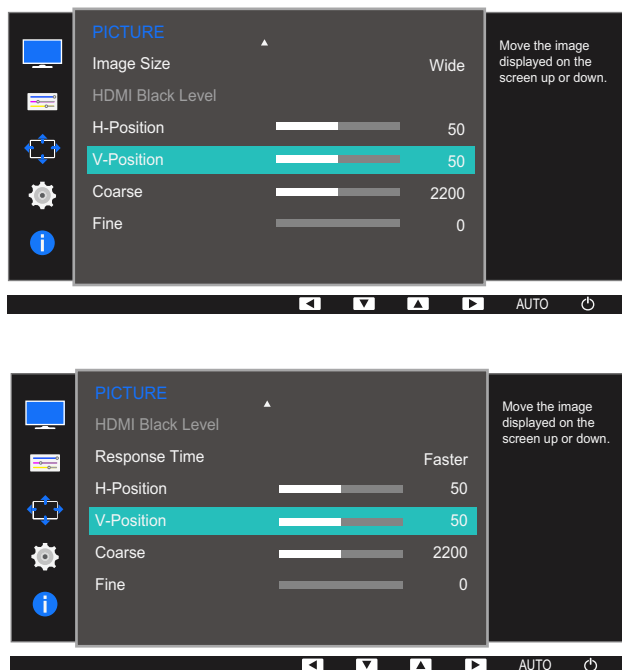 PICTURE
Image Size Wide
HDMI Black Level
H-Position 50
V-Position 50
Coarse 2200
Fine 0
Move the image
displayed on the
screen up or down.
AUTO
PICTURE
HDMI Black Level
Response Time Faster
H-Position 50
V-Position 50
Coarse 2200
Fine 0
Move the image
displayed on the
screen up or down.
AUTO